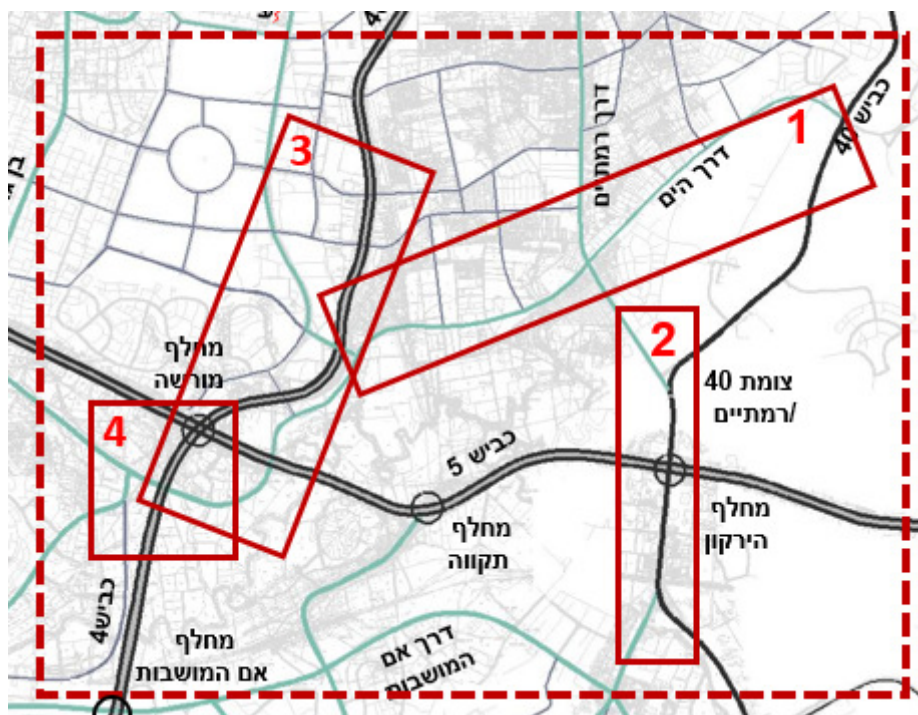 1
כביש 40
דרך הים
דרך רמתיים
3
מחלף
מורשה
2
צומת 40
/רמתיים
4
כביש 5
מחלף
הירקון
מחלף
תקווה
כביש4
מחלף
אם המושבות
דרך אם
המושבות